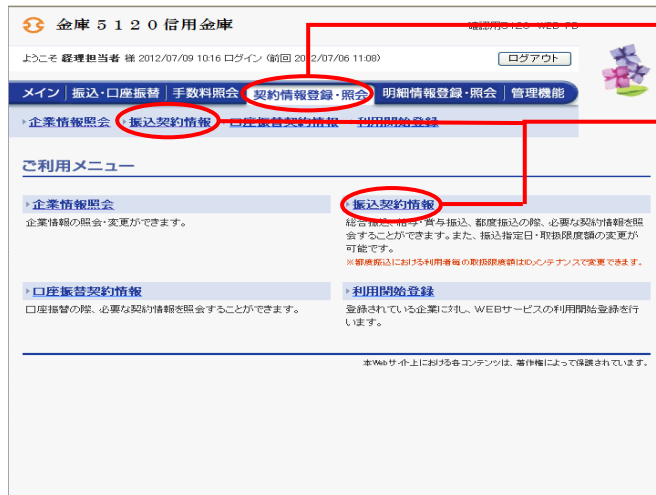 金庫5120信用金庫
確認用5120 WEB-FB
ようこそ 経理担当者 様 2012/07/09 10:16 ログイン (前回 2012/07/06 11:08)
ログアウト
メイン 振込・口座振替 手数料照会 契約情報登録・照会 明細情報登録・照会 管理機能
企業情報照会 振込契約情報 口座振替契約情報 利用開始登録
ご利用メニュー
企業情報照会
企業情報の照会・変更ができます。
振込契約情報
総合振込、給与・賞与振込、都度振込の際、必要な契約情報を照
会することができます。また、振込指定日・取扱限度額の変更が
可能です。
※都度振込における利用者毎の取扱限度額はIDメンテナンスで変更できます。
口座振替契約情報
口座振替の際、必要な契約情報を照会することができます。
利用開始登録
登録されている企業に対し、WEBサービスの利用開始登録を行
います。
本Webサイト上における各コンテンツは、著作権によって保護されています。